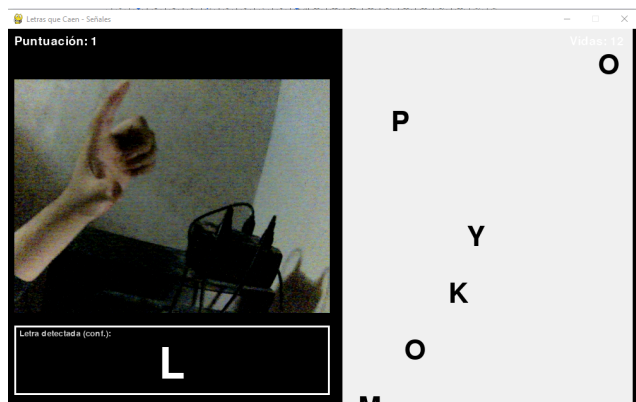 Letras que Caen - Señales
Puntuación: 1
Vidas: 12
O
P
Y
K
O
M
Letra detectada (conf.):
L